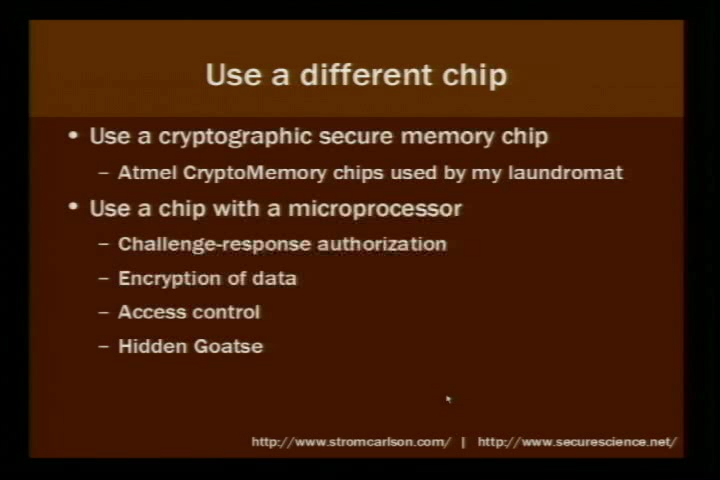 Use a different chip
• Use a cryptographic secure memory chip
– Atmel CryptoMemory chips used by my laundromat
• Use a chip with a microprocessor
– Challenge-response authorization
– Encryption of data
– Access control
– Hidden Goatse
http://www.stromcarlson.com/ | http://www.securescience.net/